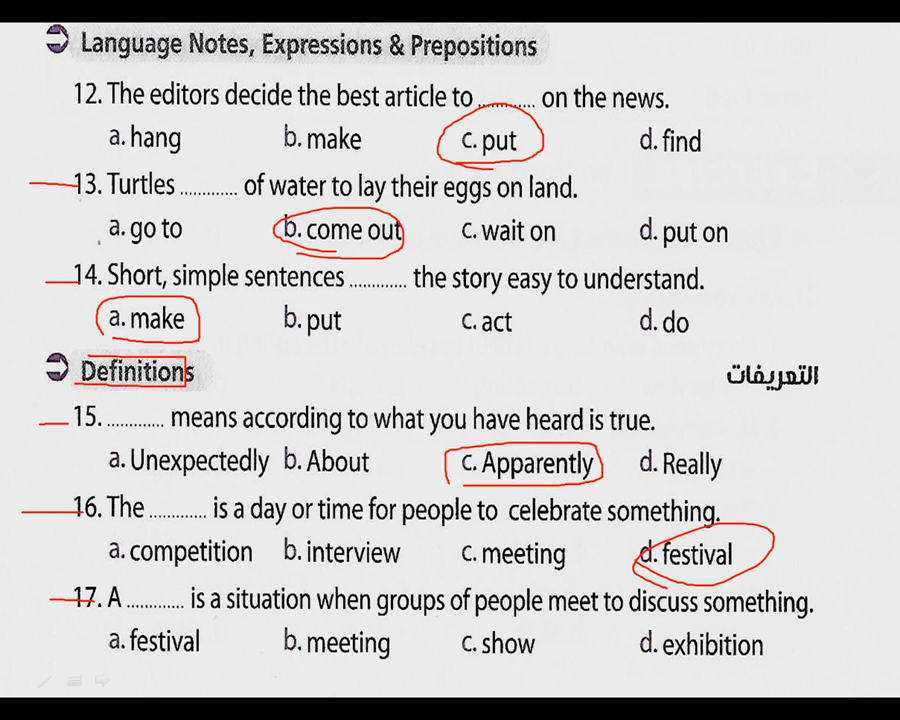 Language Notes, Expressions & Prepositions
12. The editors decide the best article to ............ on the news.
a. hang b. make c. put d. find
13. Turtles ............ of water to lay their eggs on land.
a. go to b. come out c. wait on d. put on
14. Short, simple sentences ............ the story easy to understand.
a. make b. put c. act d. do
Definitions التعريفات
15. ............ means according to what you have heard is true.
a. Unexpectedly b. About c. Apparently d. Really
16. The ............ is a day or time for people to celebrate something.
a. competition b. interview c. meeting d. festival
17. A ............ is a situation when groups of people meet to discuss something.
a. festival b. meeting c. show d. exhibition